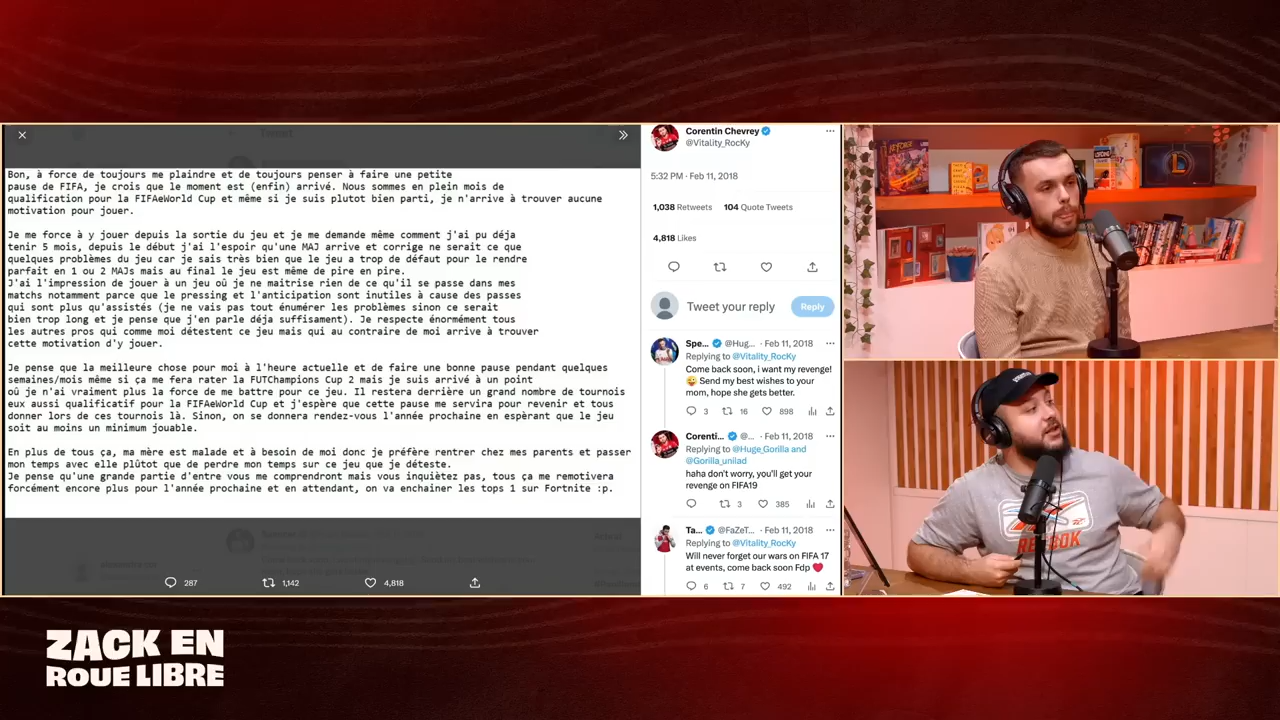 Bon, à force de toujours me plaindre et de toujours penser à faire une petite
pause de FIFA, je crois que le moment est (enfin) arrivé. Nous sommes en plein mois de
qualification pour la FIFAeWorld Cup et même si je suis plutot bien parti, je n'arrive à trouver aucune
motivation pour jouer.
Je me force à y jouer depuis la sortie du jeu et je me demande même comment j'ai pu déja
tenir 5 mois, depuis le début j'ai l'espoir qu'une MAJ arrive et corrige ne serait ce que
quelques problèmes du jeu car je sais très bien que le jeu a trop de défaut pour le rendre
parfait en 1 ou 2 MAJs mais au final le jeu est même de pire en pire.
J'ai l'impression de jouer à un jeu où je ne maitrise rien de ce qu'il se passe dans mes
matchs notamment parce que le pressing et l'anticipation sont inutiles à cause des passes
qui sont plus qu'assistés (je ne vais pas tout énumérer les problèmes sinon ce serait
bien trop long et je pense que j'en parle déja suffisament). Je respecte énormément tous
les autres pros qui comme moi détestent ce jeu mais qui au contraire de moi arrive à trouver
cette motivation d'y jouer.
Je pense que la meilleure chose pour moi à l'heure actuelle et de faire une bonne pause pendant quelques
semaines/mois même si ça me fera rater la FUTChampions Cup 2 mais je suis arrivé à un point
oû je n'ai vraiment plus la force de me battre pour ce jeu. Il restera derrière un grand nombre de tournois
eux aussi qualificatif pour la FIFAeWorld Cup et j'espère que cette pause me servira pour revenir et tous
donner lors de ces tournois là. Sinon, on se donnera rendez-vous l'année prochaine en espèrant que le jeu
soit au moins un minimum jouable.
En plus de tous ça, ma mère est malade et à besoin de moi donc je préfère rentrer chez mes parents et passer
mon temps avec elle plûtot que de perdre mon temps sur ce jeu que je déteste.
Je pense qu'une grande partie d'entre vous me comprendront mais vous inquiètez pas, tous ça me remotivera
forcément encore plus pour l'année prochaine et en attendant, on va enchainer les tops 1 sur Fortnite :p.
287 1,142 4,818
Corentin Chevrey
@Vitality_RocKy
5:32 PM · Feb 11, 2018
1,038 Retweets 104 Quote Tweets
4,818 Likes
Tweet your reply Reply
Spe... @Hug... · Feb 11, 2018
Replying to @Vitality_RocKy
Come back soon, i want my revenge!
😜 Send my best wishes to your
mom, hope she gets better.
3 16 898
Corenti... @... · Feb 11, 2018
Replying to @Huge_Gorilla and
@Gorilla_unilad
haha don't worry, you'll get your
revenge on FIFA19
3 385
Ta... @FaZeT... · Feb 11, 2018
Replying to @Vitality_RocKy
Will never forget our wars on FIFA 17
at events, come back soon Fdp ❤️
6 7 492
REEBOK
ZACK EN
ROUE LIBRE